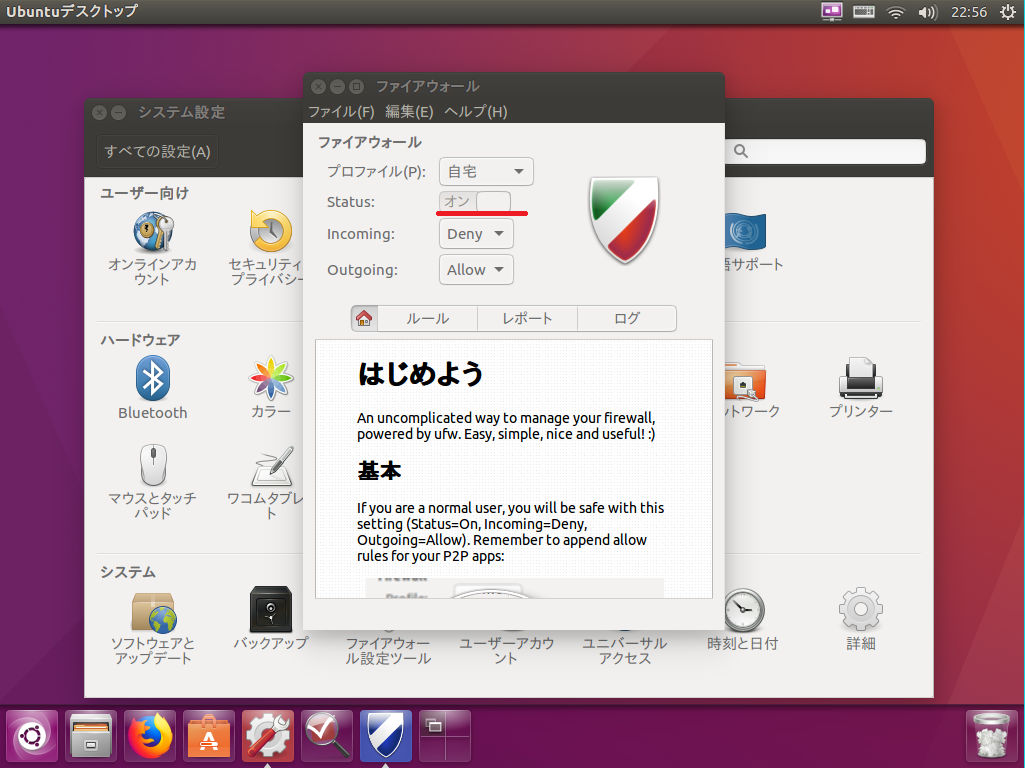 Ubuntuデスクトップ
22:56
システム設定
すべての設定(A)
ユーザー向け
オンラインアカ
ウント
セキュリティ
プライバシー
語サポート
ハードウェア
Bluetooth
カラー
ットワーク
プリンター
マウスとタッチ
パッド
ワコムタブレ
ト
システム
ソフトウェアと
アップデート
バックアップ
ファイアウォー
ル設定ツール
ユーザーアカウ
ント
ユニバーサル
アクセス
時刻と日付
詳細
ファイアウォール
ファイル(F) 編集(E) ヘルプ(H)
ファイアウォール
プロファイル(P): 自宅
Status: オン
Incoming: Deny
Outgoing: Allow
ルール レポート ログ
はじめよう
An uncomplicated way to manage your firewall,
powered by ufw. Easy, simple, nice and useful! :)
基本
If you are a normal user, you will be safe with this
setting (Status=On, Incoming=Deny,
Outgoing=Allow). Remember to append allow
rules for your P2P apps: